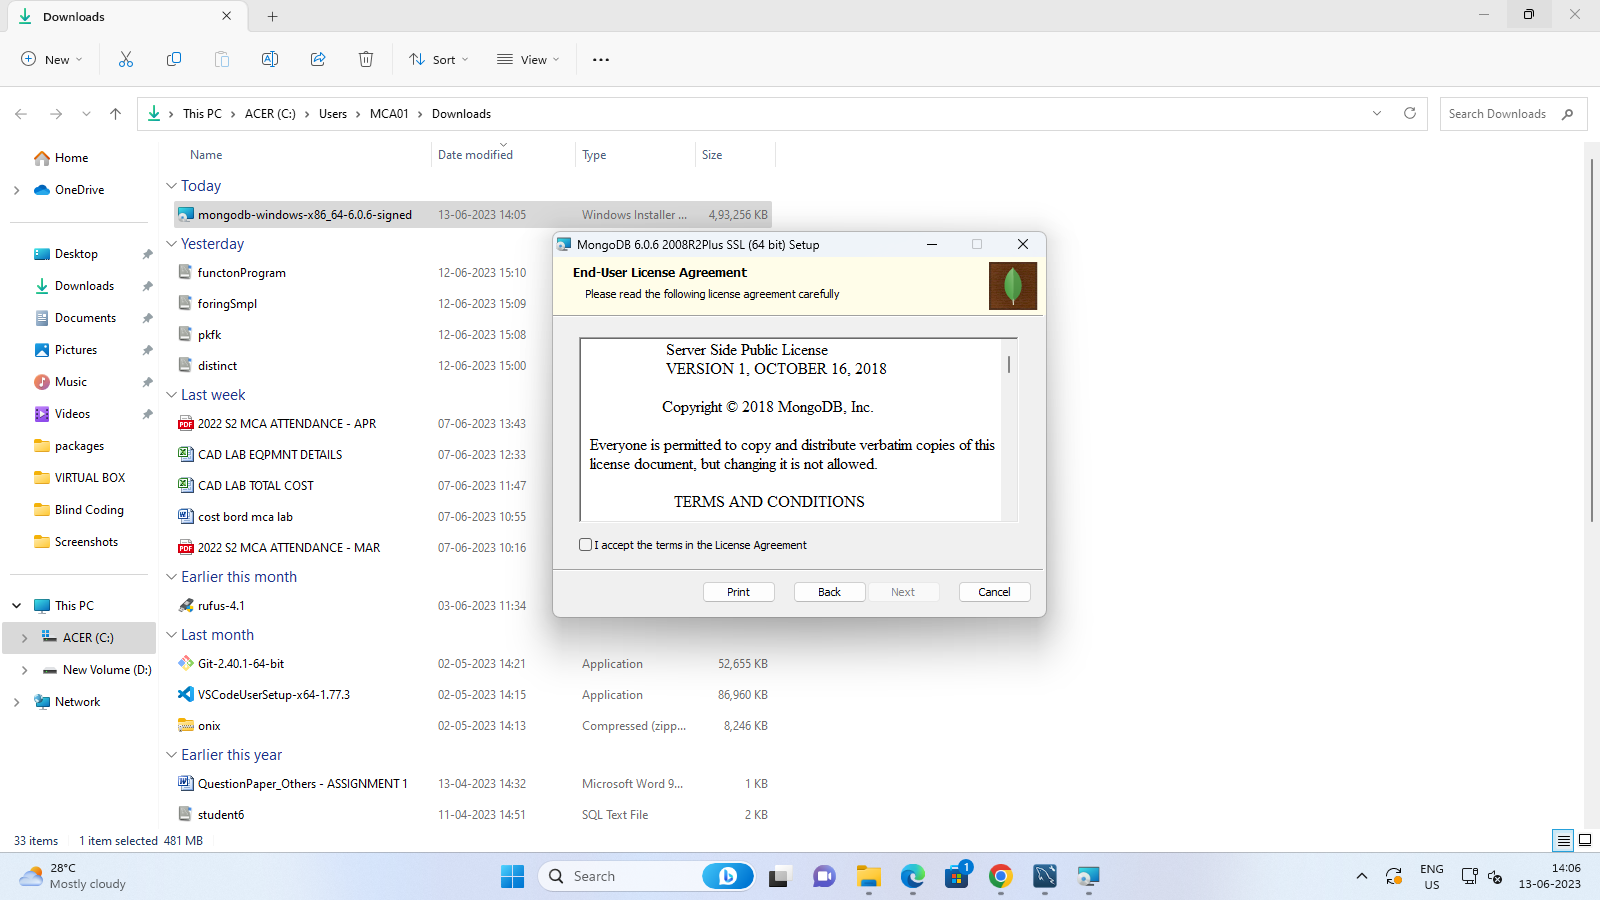 Downloads
New
Sort
View
This PC
ACER (C:)
Users
MCA01
Downloads
Search Downloads
Home
OneDrive
Desktop
Downloads
Documents
Pictures
Music
Videos
packages
VIRTUAL BOX
Blind Coding
Screenshots
This PC
ACER (C:)
New Volume (D:)
Network
Name
Date modified
Type
Size
Today
mongodb-windows-x86_64-6.0.6-signed 13-06-2023 14:05 Windows Installer ... 4,93,256 KB
Yesterday
functonProgram 12-06-2023 15:10
foringSmpl 12-06-2023 15:09
pkfk 12-06-2023 15:08
distinct 12-06-2023 15:00
Last week
2022 S2 MCA ATTENDANCE - APR 07-06-2023 13:43
CAD LAB EQPMNT DETAILS 07-06-2023 12:33
CAD LAB TOTAL COST 07-06-2023 11:47
cost bord mca lab 07-06-2023 10:55
2022 S2 MCA ATTENDANCE - MAR 07-06-2023 10:16
Earlier this month
rufus-4.1 03-06-2023 11:34
Last month
Git-2.40.1-64-bit 02-05-2023 14:21 Application 52,655 KB
VSCodeUserSetup-x64-1.77.3 02-05-2023 14:15 Application 86,960 KB
onix 02-05-2023 14:13 Compressed (zipp... 8,246 KB
Earlier this year
QuestionPaper_Others - ASSIGNMENT 1 13-04-2023 14:32 Microsoft Word 9... 1 KB
student6 11-04-2023 14:51 SQL Text File 2 KB
MongoDB 6.0.6 2008R2Plus SSL (64 bit) Setup
End-User License Agreement
Please read the following license agreement carefully
Server Side Public License
VERSION 1, OCTOBER 16, 2018
Copyright © 2018 MongoDB, Inc.
Everyone is permitted to copy and distribute verbatim copies of this
license document, but changing it is not allowed.
TERMS AND CONDITIONS
I accept the terms in the License Agreement
Print
Back
Next
Cancel
33 items
1 item selected 481 MB
28°C
Mostly cloudy
Search
1
ENG
US
14:06
13-06-2023